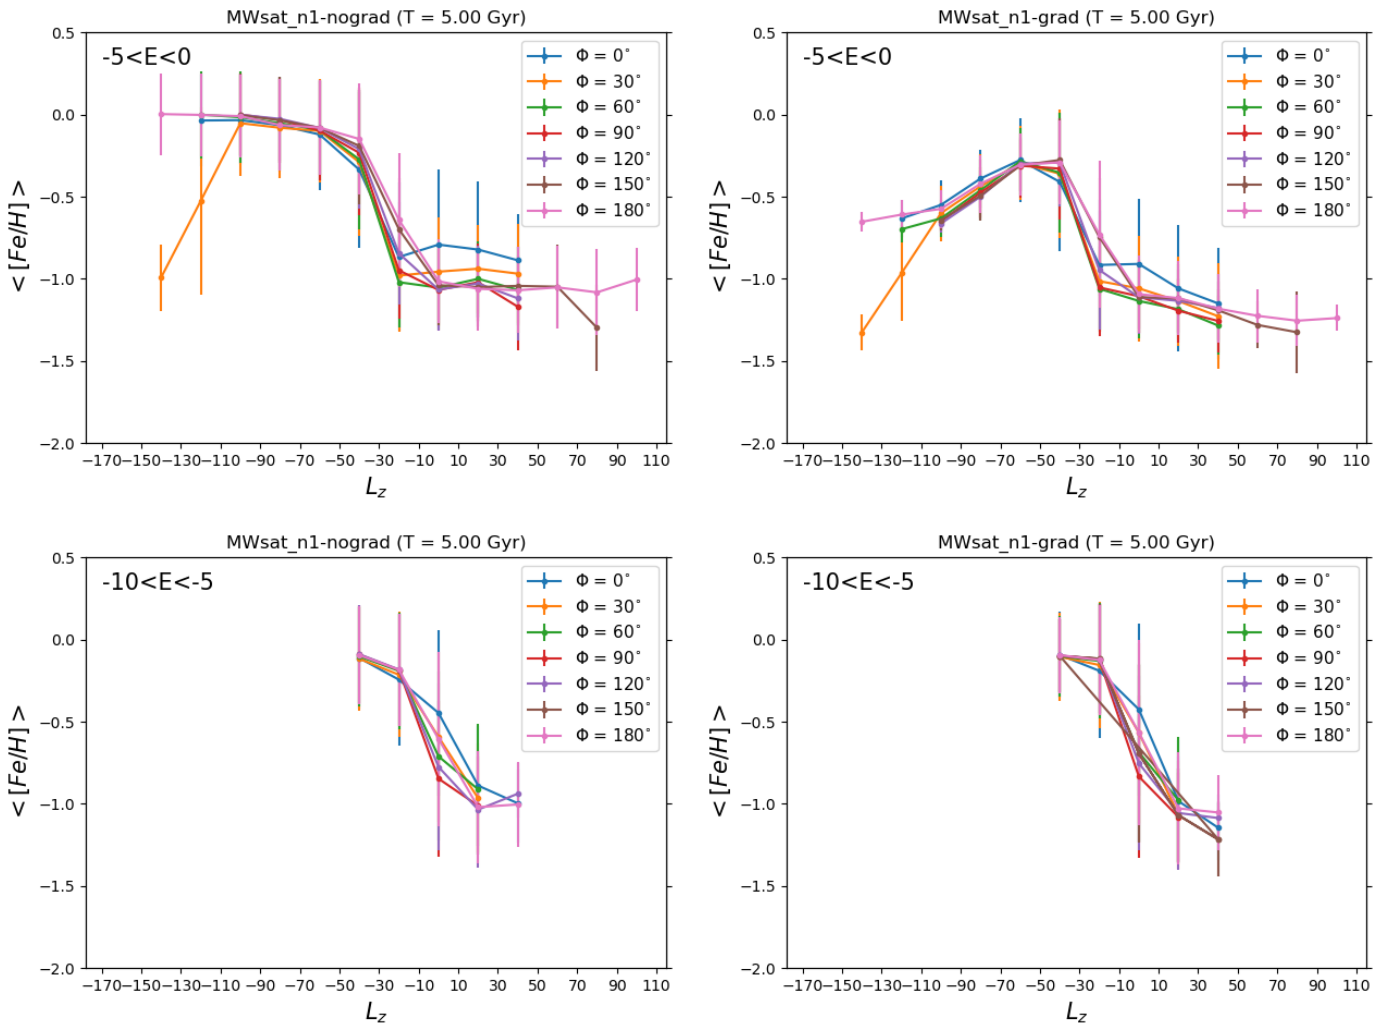 MWsat_n1-nograd (T = 5.00 Gyr)
-5<E<0
Φ = 0°
Φ = 30°
Φ = 60°
Φ = 90°
Φ = 120°
Φ = 150°
Φ = 180°
0.5
0.0
−0.5
−1.0
−1.5
−2.0
< [Fe/H] >
−170 −150 −130 −110 −90 −70 −50 −30 −10 10 30 50 70 90 110
L_z
MWsat_n1-grad (T = 5.00 Gyr)
-5<E<0
Φ = 0°
Φ = 30°
Φ = 60°
Φ = 90°
Φ = 120°
Φ = 150°
Φ = 180°
0.5
0.0
−0.5
−1.0
−1.5
−2.0
< [Fe/H] >
−170 −150 −130 −110 −90 −70 −50 −30 −10 10 30 50 70 90 110
L_z
MWsat_n1-nograd (T = 5.00 Gyr)
-10<E<-5
Φ = 0°
Φ = 30°
Φ = 60°
Φ = 90°
Φ = 120°
Φ = 150°
Φ = 180°
0.5
0.0
−0.5
−1.0
−1.5
−2.0
< [Fe/H] >
−170 −150 −130 −110 −90 −70 −50 −30 −10 10 30 50 70 90 110
L_z
MWsat_n1-grad (T = 5.00 Gyr)
-10<E<-5
Φ = 0°
Φ = 30°
Φ = 60°
Φ = 90°
Φ = 120°
Φ = 150°
Φ = 180°
0.5
0.0
−0.5
−1.0
−1.5
−2.0
< [Fe/H] >
−170 −150 −130 −110 −90 −70 −50 −30 −10 10 30 50 70 90 110
L_z